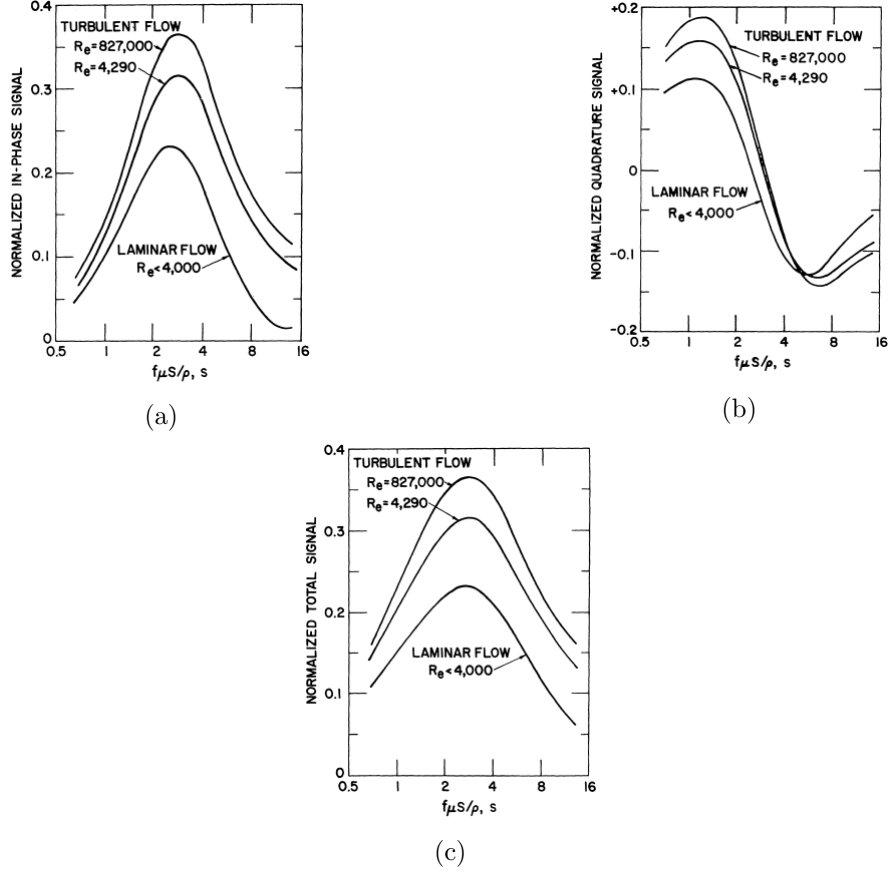 0.4
TURBULENT FLOW
Re=827,000
Re=4,290
0.3
0.2
0.1
0
LAMINAR FLOW
Re<4,000
NORMALIZED IN-PHASE SIGNAL
0.5 1 2 4 8 16
fμS/ρ, s
(a)
+0.2
TURBULENT FLOW
Re=827,000
Re=4,290
+0.1
0
LAMINAR FLOW
Re<4,000
-0.1
-0.2
NORMALIZED QUADRATURE SIGNAL
0.5 1 2 4 8 16
fμS/ρ, s
(b)
0.4
TURBULENT FLOW
Re=827,000
Re=4,290
0.3
0.2
LAMINAR FLOW
Re<4,000
0.1
0
NORMALIZED TOTAL SIGNAL
0.5 1 2 4 8 16
fμS/ρ, s
(c)